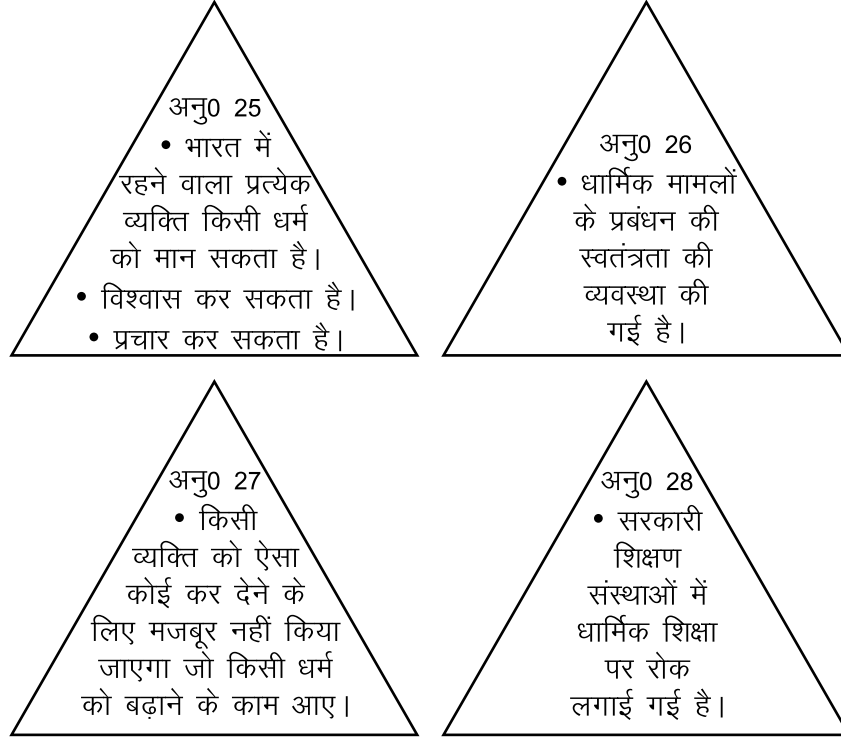 अनु0 25
• भारत में
रहने वाला प्रत्येक
व्यक्ति किसी धर्म
को मान सकता है।
• विश्वास कर सकता है।
• प्रचार कर सकता है।
अनु0 26
• धार्मिक मामलों
के प्रबंधन की
स्वतंत्रता की
व्यवस्था की
गई है।
अनु0 27
• किसी
व्यक्ति को ऐसा
कोई कर देने के
लिए मजबूर नहीं किया
जाएगा जो किसी धर्म
को बढ़ाने के काम आए।
अनु0 28
• सरकारी
शिक्षण
संस्थाओं में
धार्मिक शिक्षा
पर रोक
लगाई गई है।